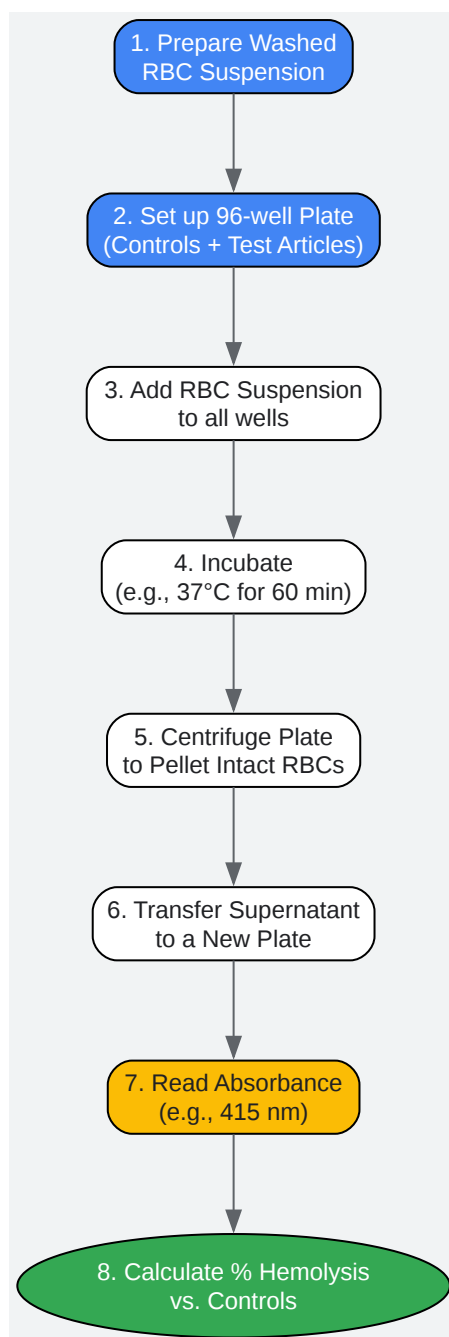 1. Prepare Washed
RBC Suspension
2. Set up 96-well Plate
(Controls + Test Articles)
3. Add RBC Suspension
to all wells
4. Incubate
(e.g., 37°C for 60 min)
5. Centrifuge Plate
to Pellet Intact RBCs
6. Transfer Supernatant
to a New Plate
7. Read Absorbance
(e.g., 415 nm)
8. Calculate % Hemolysis
vs. Controls